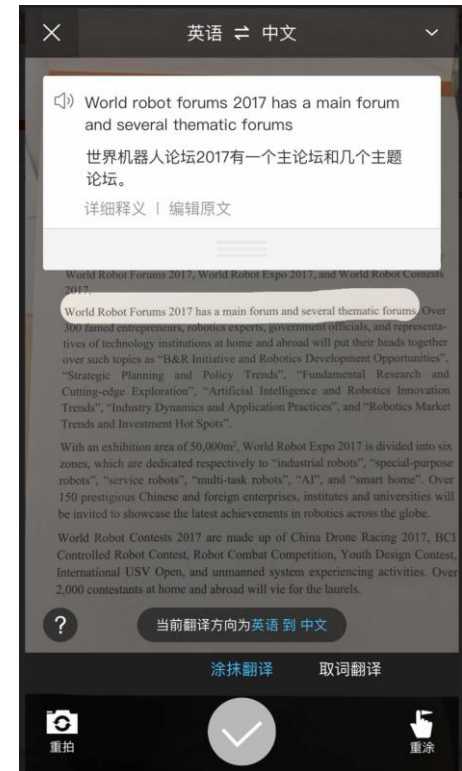 英语 ⇌ 中文
World robot forums 2017 has a main forum
and several thematic forums
世界机器人论坛2017有一个主论坛和几个主题
论坛。
详细释义 | 编辑原文
World Robot Forums 2017, World Robot Expo 2017, and World Robot Contests
2017.
World Robot Forums 2017 has a main forum and several thematic forums. Over
300 famed entrepreneurs, robotics experts, government officials, and representa-
tives of technology institutions at home and abroad will put their heads together
over such topics as “B&R Initiative and Robotics Development Opportunities”,
“Strategic Planning and Policy Trends”, “Fundamental Research and
Cutting-edge Exploration”, “Artificial Intelligence and Robotics Innovation
Trends”, “Industry Dynamics and Application Practices”, and “Robotics Market
Trends and Investment Hot Spots”.
With an exhibition area of 50,000m², World Robot Expo 2017 is divided into six
zones, which are dedicated respectively to “industrial robots”, “special-purpose
robots”, “service robots”, “multi-task robots”, “AI”, and “smart home”. Over
150 prestigious Chinese and foreign enterprises, institutes and universities will
be invited to showcase the latest achievements in robotics across the globe.
World Robot Contests 2017 are made up of China Drone Racing 2017, BCI
Controlled Robot Contest, Robot Combat Competition, Youth Design Contest,
International USV Open, and unmanned system experiencing activities. Over
2,000 contestants at home and abroad will vie for the laurels.
?
当前翻译方向为英语 到 中文
涂抹翻译 取词翻译
重拍 重涂